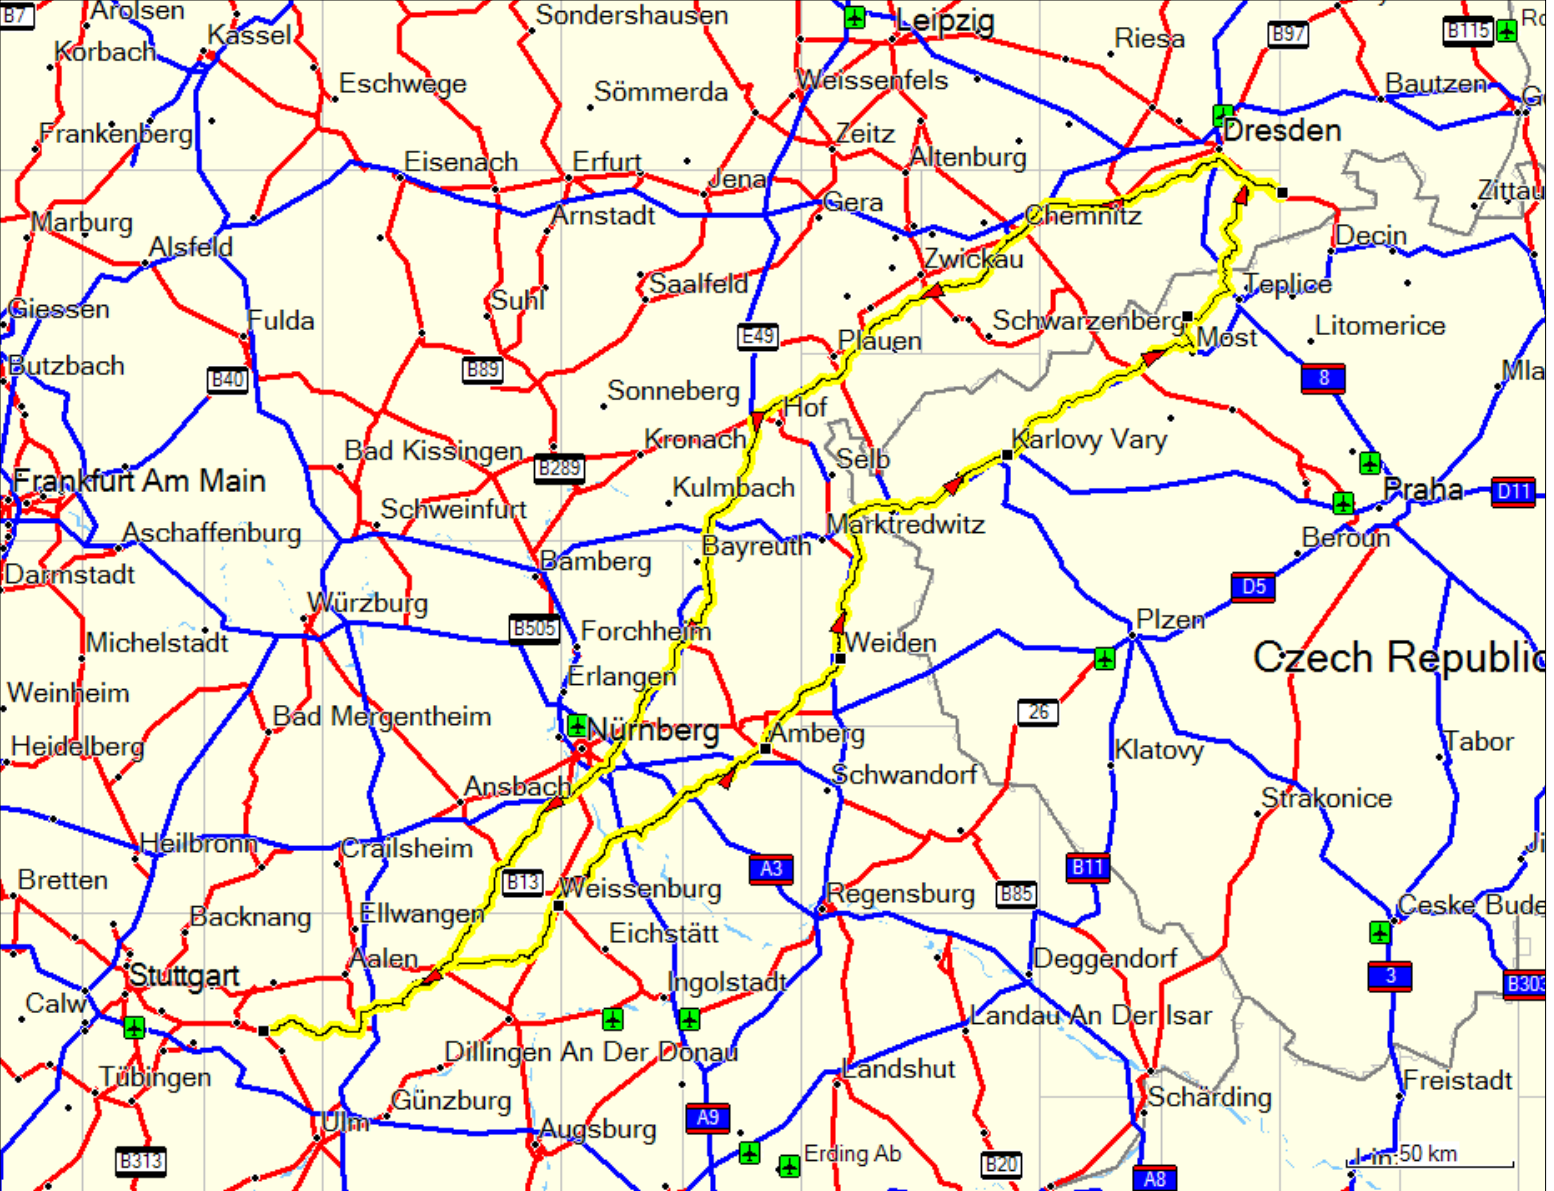 B7
Arolsen
Sondershausen
Leipzig
B115
Kassel
B97
Riesa
Korbach
Eschwege
Weissenfels
Bautzen
Sömmerda
Frankenberg
Zeitz
Dresden
Eisenach
Erfurt
Altenburg
Jena
Zittau
Marburg
Arnstadt
Gera
Chemnitz
Alsfeld
Decin
Zwickau
Saalfeld
Teplice
Giessen
Suhl
Fulda
Schwarzenberg
Litomerice
E49
Plauen
Most
Butzbach
B89
B40
8
Mla
Sonneberg
Hof
Kronach
Karlovy Vary
Bad Kissingen
B289
Selb
Frankfurt Am Main
Kulmbach
Praha
D11
Schweinfurt
Marktredwitz
Aschaffenburg
Bayreuth
Beroun
Bamberg
Darmstadt
D5
Würzburg
Plzen
B505
Forchheim
Michelstadt
Weiden
Czech Republic
Erlangen
Weinheim
26
Bad Mergentheim
Nürnberg
Amberg
Heidelberg
Klatovy
Tabor
Schwandorf
Ansbach
Strakonice
Heilbronn
Crailsheim
A3
B11
Bretten
B13
Weissenburg
Regensburg
B85
Backnang
Ellwangen
Ceske Bude
Eichstätt
Aalen
Deggendorf
Stuttgart
Ingolstadt
3
B303
Calw
Landau An Der Isar
Dillingen An Der Donau
Tübingen
Landshut
Freistadt
Günzburg
Schärding
A9
Ulm
Augsburg
B313
Erding Ab
B20
50 km
A8